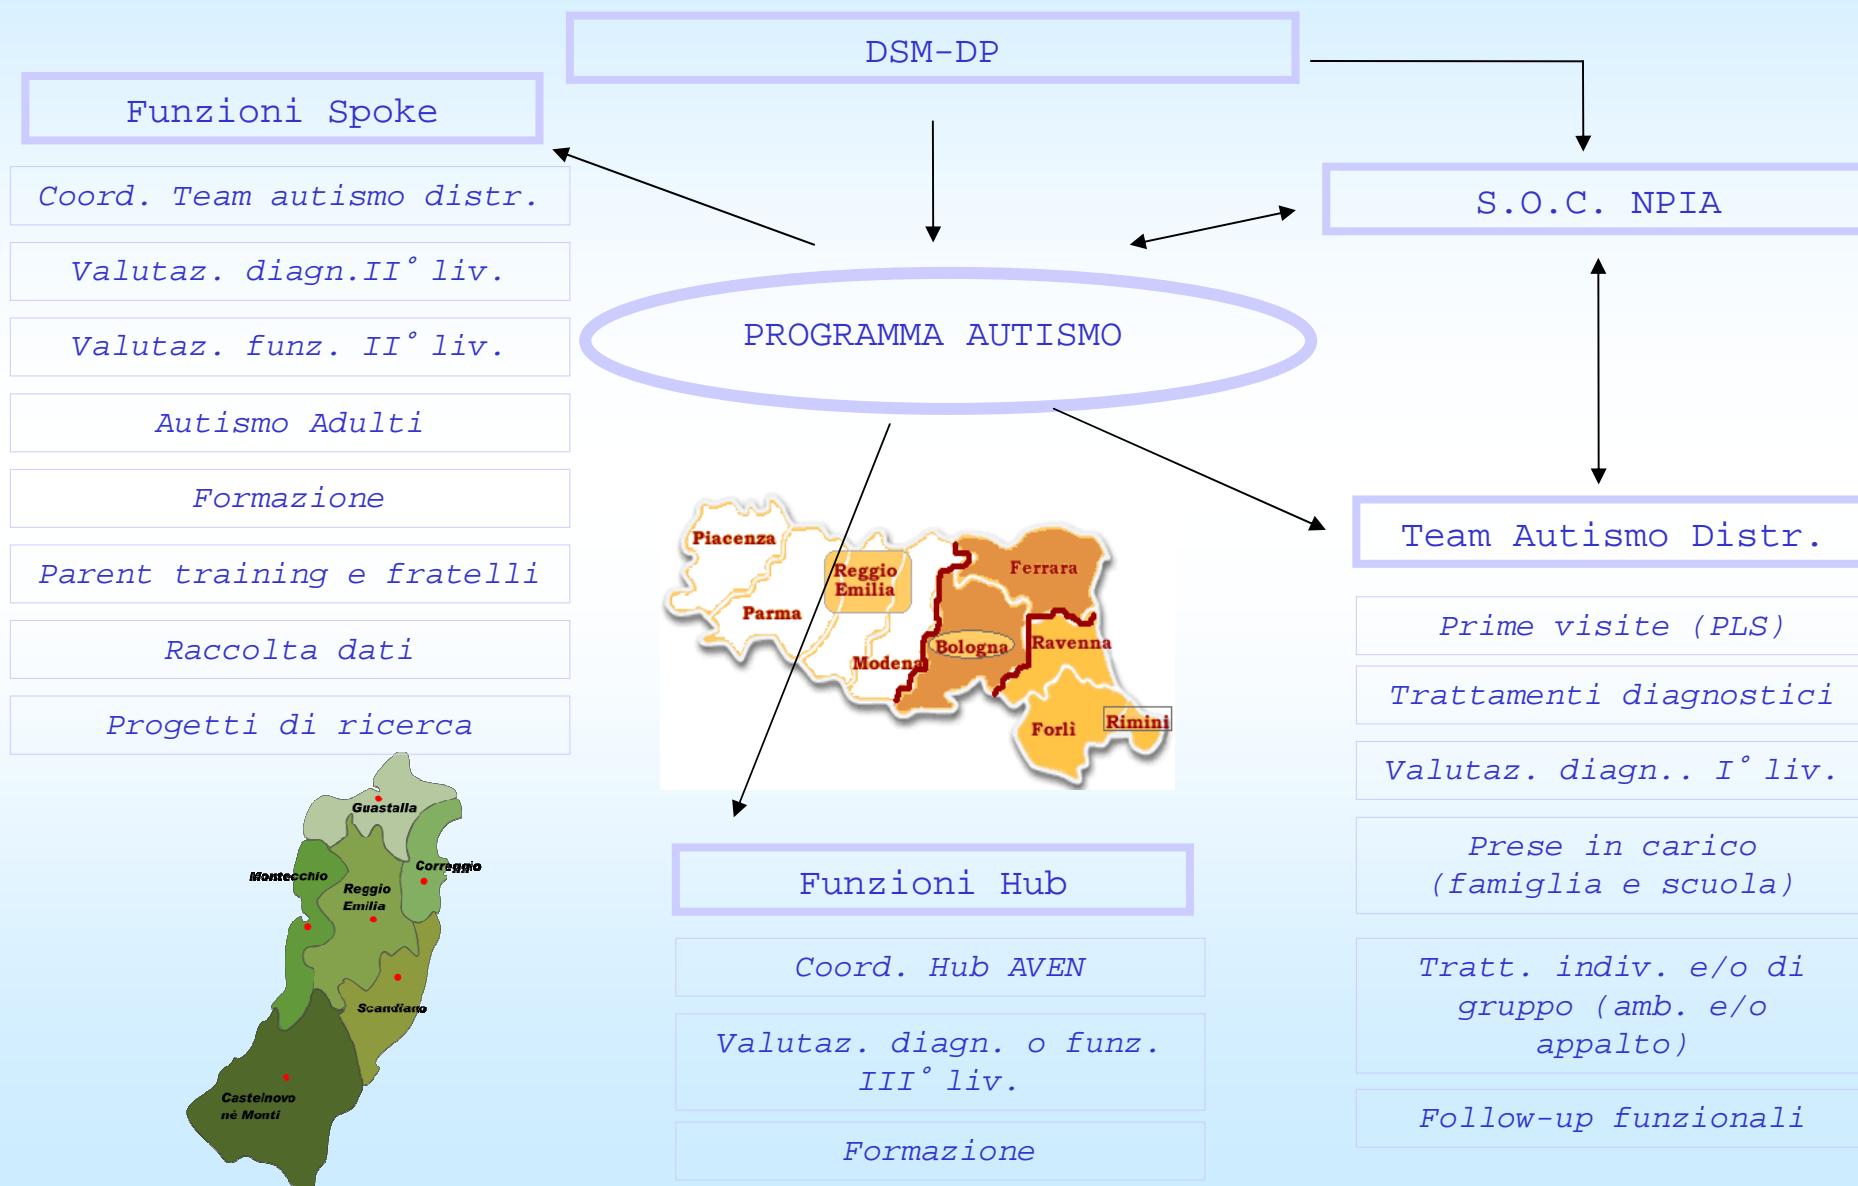 DSM-DP
Funzioni Spoke
Coord. Team autismo distr.
Valutaz. diagn.II° liv.
Valutaz. funz. II° liv.
Autismo Adulti
Formazione
Parent training e fratelli
Raccolta dati
Progetti di ricerca
S.O.C. NPIA
PROGRAMMA AUTISMO
Piacenza
Parma
Reggio
Emilia
Modena
Bologna
Ferrara
Ravenna
Forlì
Rimini
Team Autismo Distr.
Prime visite (PLS)
Trattamenti diagnostici
Valutaz. diagn.. I° liv.
Prese in carico
(famiglia e scuola)
Tratt. indiv. e/o di
gruppo (amb. e/o
appalto)
Follow-up funzionali
Guastalla
Correggio
Montecchio
Reggio
Emilia
Scandiano
Castelnovo
nè Monti
Funzioni Hub
Coord. Hub AVEN
Valutaz. diagn. o funz.
III° liv.
Formazione